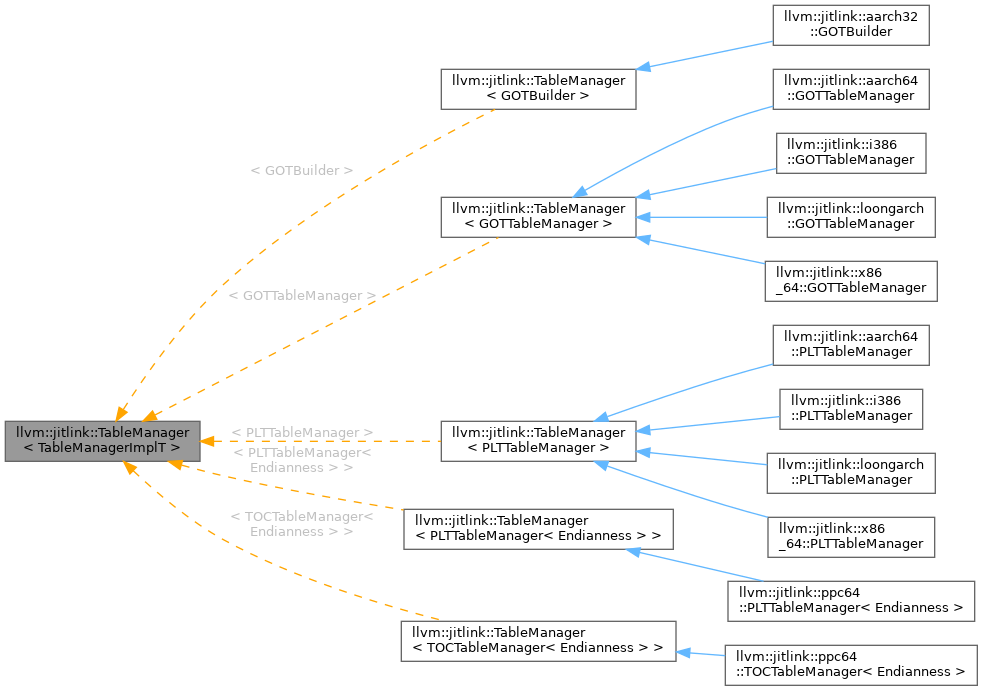 llvm::jitlink::aarch32
::GOTBuilder
llvm::jitlink::TableManager
< GOTBuilder >
llvm::jitlink::aarch64
::GOTTableManager
llvm::jitlink::i386
::GOTTableManager
< GOTBuilder >
llvm::jitlink::TableManager
< GOTTableManager >
llvm::jitlink::loongarch
::GOTTableManager
llvm::jitlink::x86
_64::GOTTableManager
< GOTTableManager >
llvm::jitlink::aarch64
::PLTTableManager
llvm::jitlink::i386
::PLTTableManager
llvm::jitlink::TableManager
< TableManagerImplT >
< PLTTableManager >
llvm::jitlink::TableManager
< PLTTableManager >
< PLTTableManager<
Endianness > >
llvm::jitlink::loongarch
::PLTTableManager
< TOCTableManager<
Endianness > >
llvm::jitlink::TableManager
< PLTTableManager< Endianness > >
llvm::jitlink::x86
_64::PLTTableManager
llvm::jitlink::ppc64
::PLTTableManager< Endianness >
llvm::jitlink::TableManager
< TOCTableManager< Endianness > >
llvm::jitlink::ppc64
::TOCTableManager< Endianness >